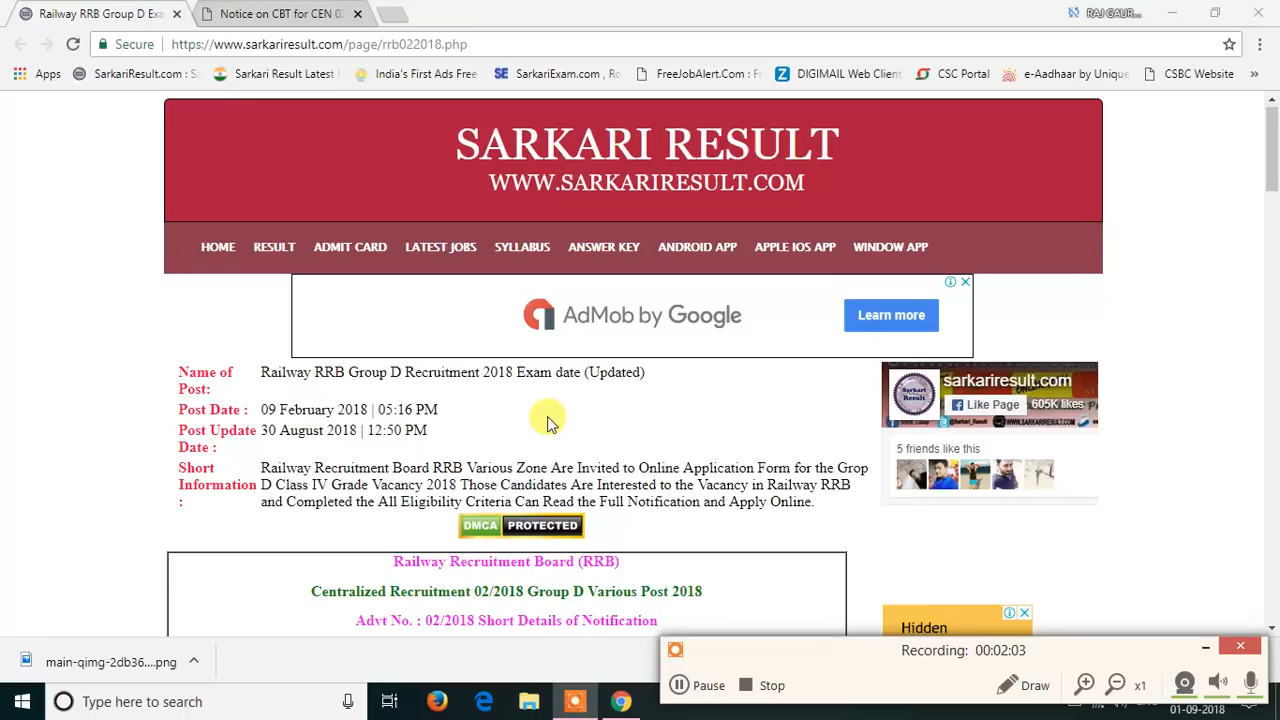 Railway RRB Group D Exa
Notice on CBT for CEN 02
RAJ GAUR...
Secure
https://www.sarkariresult.com/page/rrb022018.php
Apps
SarkariResult.com : Sa
Sarkari Result Latest
India's First Ads Free
SarkariExam.com , Ro
FreeJobAlert.Com : Fr
DIGIMAIL Web Client
CSC Portal
e-Aadhaar by Unique
CSBC Website
SARKARI RESULT
WWW.SARKARIRESULT.COM
HOME RESULT ADMIT CARD LATEST JOBS SYLLABUS ANSWER KEY ANDROID APP APPLE IOS APP WINDOW APP
AdMob by Google
Learn more
Name of Post: Railway RRB Group D Recruitment 2018 Exam date (Updated)
Post Date : 09 February 2018 | 05:16 PM
Post Update Date : 30 August 2018 | 12:50 PM
Short Information : Railway Recruitment Board RRB Various Zone Are Invited to Online Application Form for the Grop
D Class IV Grade Vacancy 2018 Those Candidates Are Interested to the Vacancy in Railway RRB
and Completed the All Eligibility Criteria Can Read the Full Notification and Apply Online.
DMCA PROTECTED
sarkariresult.com
Like Page
605K likes
5 friends like this
Railway Recruitment Board (RRB)
Centralized Recruitment 02/2018 Group D Various Post 2018
Advt No. : 02/2018 Short Details of Notification
Hidden
Recording: 00:02:03
Pause
Stop
Draw
x1
main-qimg-2db36....png
Type here to search
01-09-2018